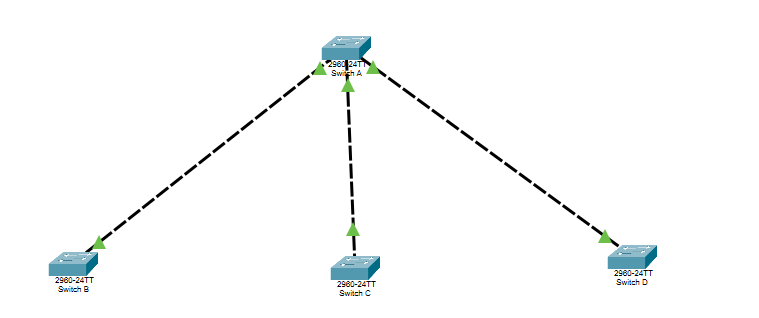 2960-24TT
Switch A
2960-24TT
Switch B
2960-24TT
Switch C
2960-24TT
Switch D